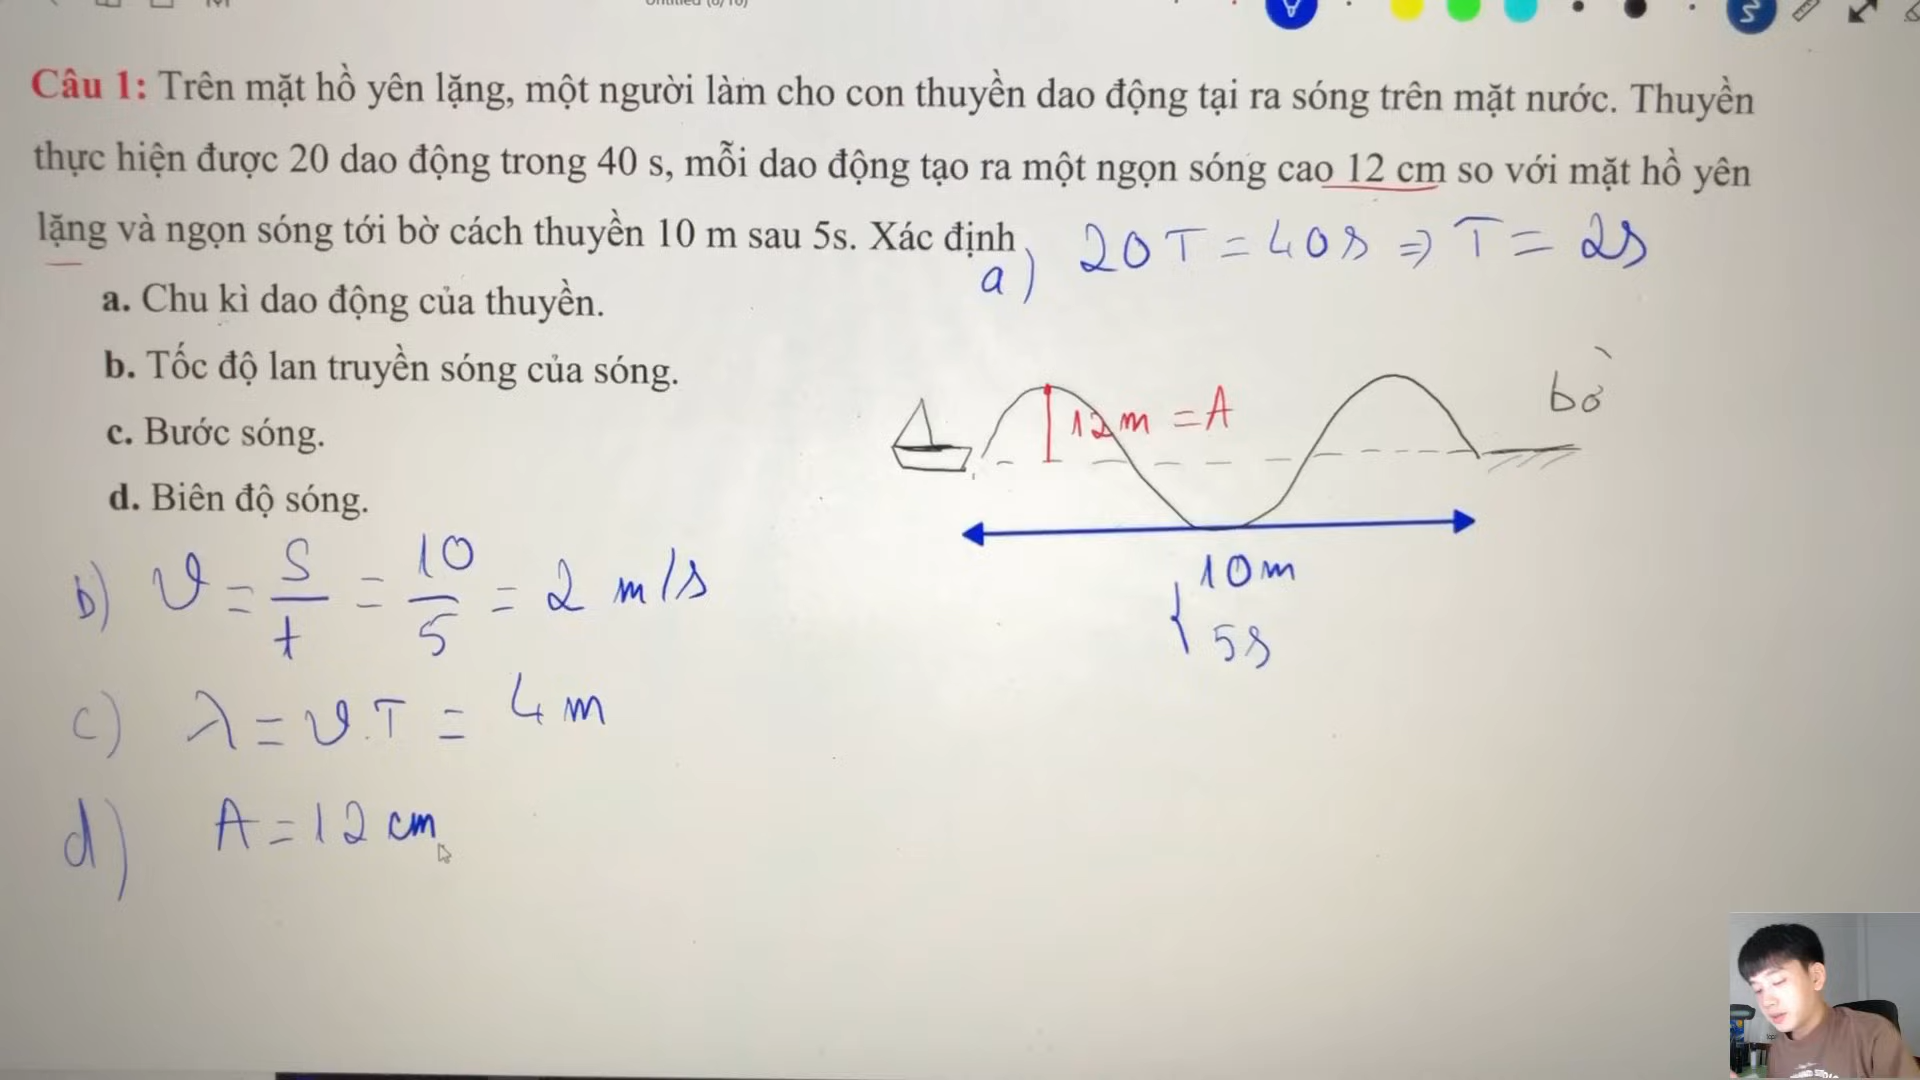 Câu 1: Trên mặt hồ yên lặng, một người làm cho con thuyền dao động tại ra sóng trên mặt nước. Thuyền
thực hiện được 20 dao động trong 40 s, mỗi dao động tạo ra một ngọn sóng cao 12 cm so với mặt hồ yên
lặng và ngọn sóng tới bờ cách thuyền 10 m sau 5s. Xác định
a) 20T = 40s => T = 2s
a. Chu kì dao động của thuyền.
b. Tốc độ lan truyền sóng của sóng.
c. Bước sóng.
d. Biên độ sóng.
12m = A
bờ
10m
5s
b) v = s/t = 10/5 = 2 m/s
c) λ = v.T = 4 m
d) A = 12 cm